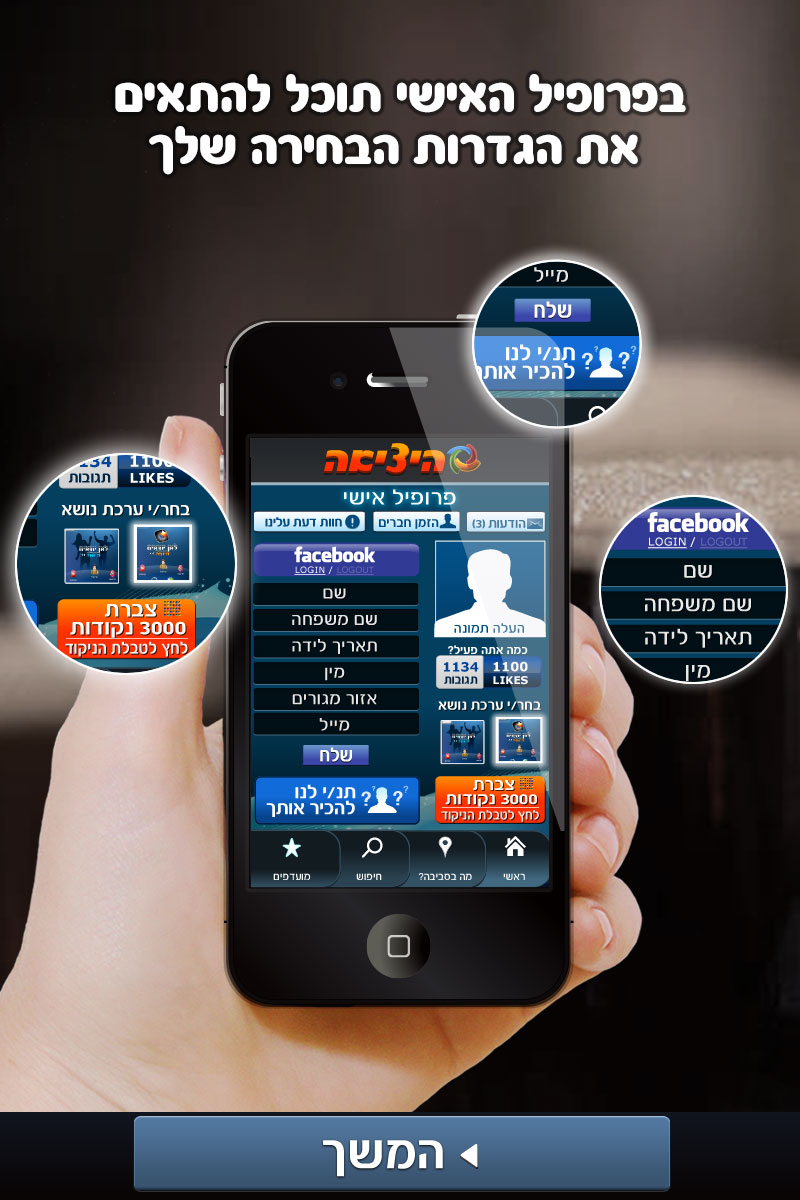 בפרופיל האישי תוכל להתאים
את הגדרות הבחירה שלך
מייל
שלח
תנ/י לנו
להכיר אותך
134 1100
תגובות LIKES
בחר/י ערכת נושא
צברת
3000 נקודות
לחץ לטבלת הניקוד
facebook
LOGIN / LOGOUT
שם
שם משפחה
תאריך לידה
מין
היציאה
פרופיל אישי
הודעות (3)
הזמן חברים
חוות דעת עלינו
facebook
LOGIN / LOGOUT
שם
שם משפחה
תאריך לידה
מין
אזור מגורים
מייל
שלח
תנ/י לנו
להכיר אותך
העלה תמונה
כמה אתה פעיל?
1134 1100
תגובות LIKES
בחר/י ערכת נושא
צברת
3000 נקודות
לחץ לטבלת הניקוד
ראשי
מה בסביבה?
חיפוש
מועדפים
המשך